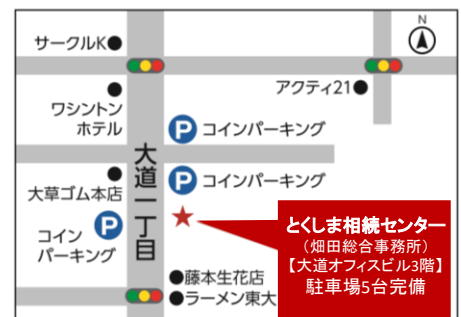 N
サークルK●
アクティ21●
●
ワシントン
ホテル
P コインパーキング
大道一丁目
●
大草ゴム本店
P コインパーキング
P
コイン
パーキング
★
とくしま相続センター
（畑田総合事務所）
【大道オフィスビル3階】
駐車場5台完備
●藤本生花店
●ラーメン東大